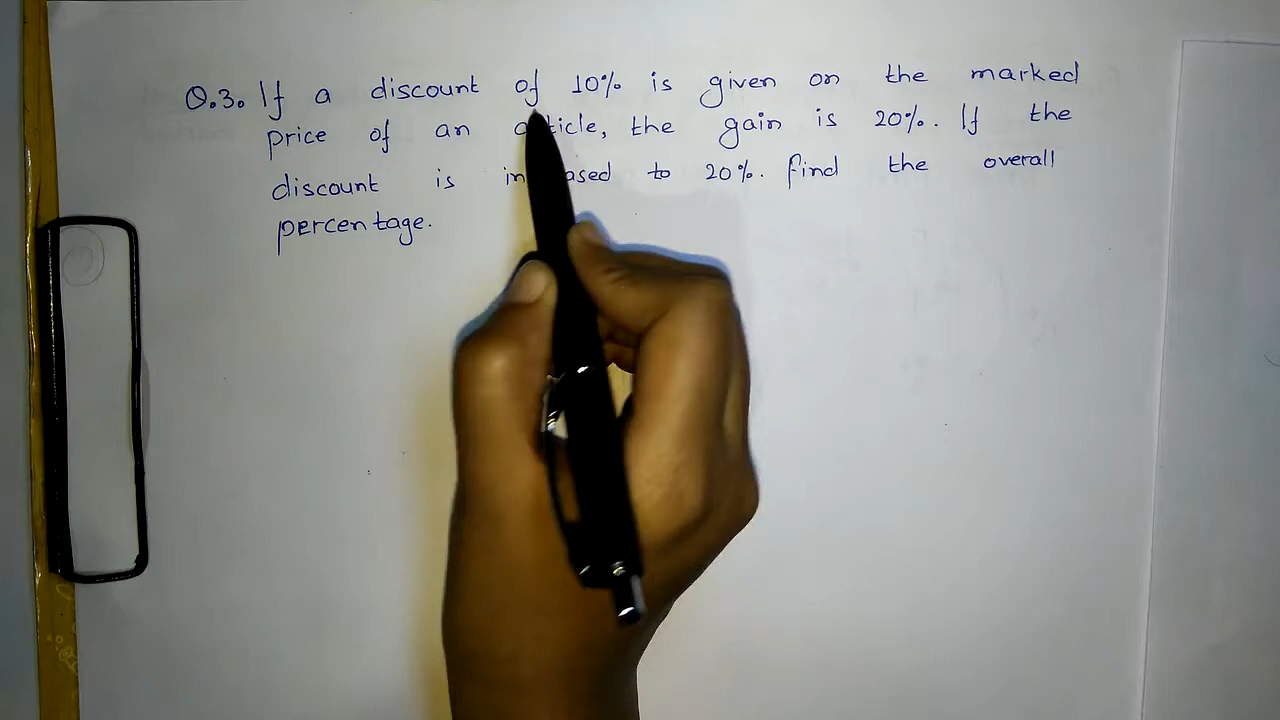 Q.3. If a discount of 10% is given on the marked
price of an article, the gain is 20%. If the
discount is increased to 20%. find the overall
percentage.